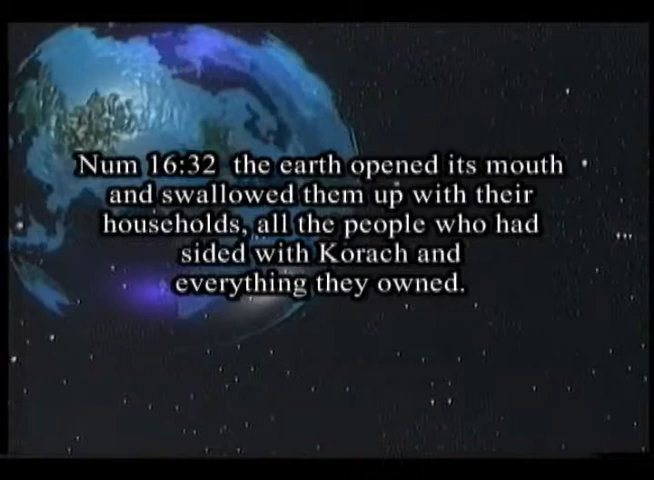 Num 16:32 the earth opened its mouth
and swallowed them up with their
households, all the people who had
sided with Korach and
everything they owned.